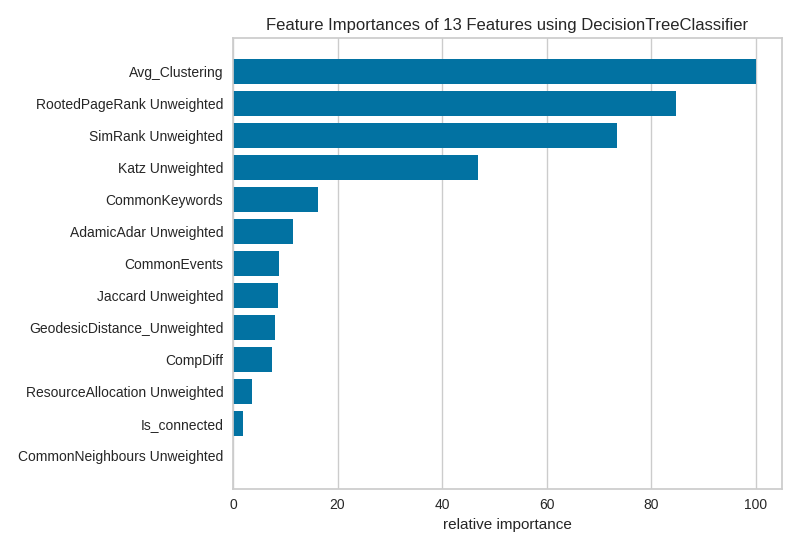 Feature Importances of 13 Features using DecisionTreeClassifier
Avg_Clustering
RootedPageRank Unweighted
SimRank Unweighted
Katz Unweighted
CommonKeywords
AdamicAdar Unweighted
CommonEvents
Jaccard Unweighted
GeodesicDistance_Unweighted
CompDiff
ResourceAllocation Unweighted
Is_connected
CommonNeighbours Unweighted
0 20 40 60 80 100
relative importance